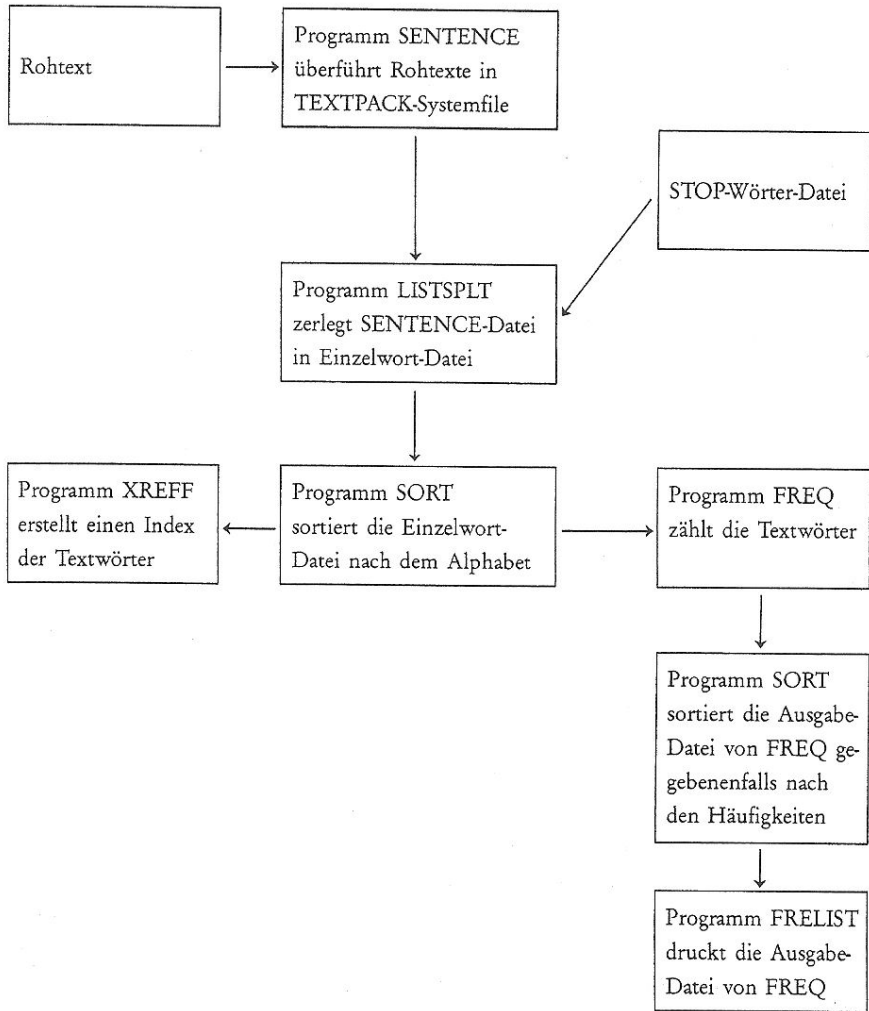 Rohtext
Programm SENTENCE
überführt Rohtexte in
TEXTPACK-Systemfile
STOP-Wörter-Datei
Programm LISTSPLT
zerlegt SENTENCE-Datei
in Einzelwort-Datei
Programm XREFF
erstellt einen Index
der Textwörter
Programm SORT
sortiert die Einzelwort-
Datei nach dem Alphabet
Programm FREQ
zählt die Textwörter
Programm SORT
sortiert die Ausgabe-
Datei von FREQ ge-
gebenenfalls nach
den Häufigkeiten
Programm FRELIST
druckt die Ausgabe-
Datei von FREQ